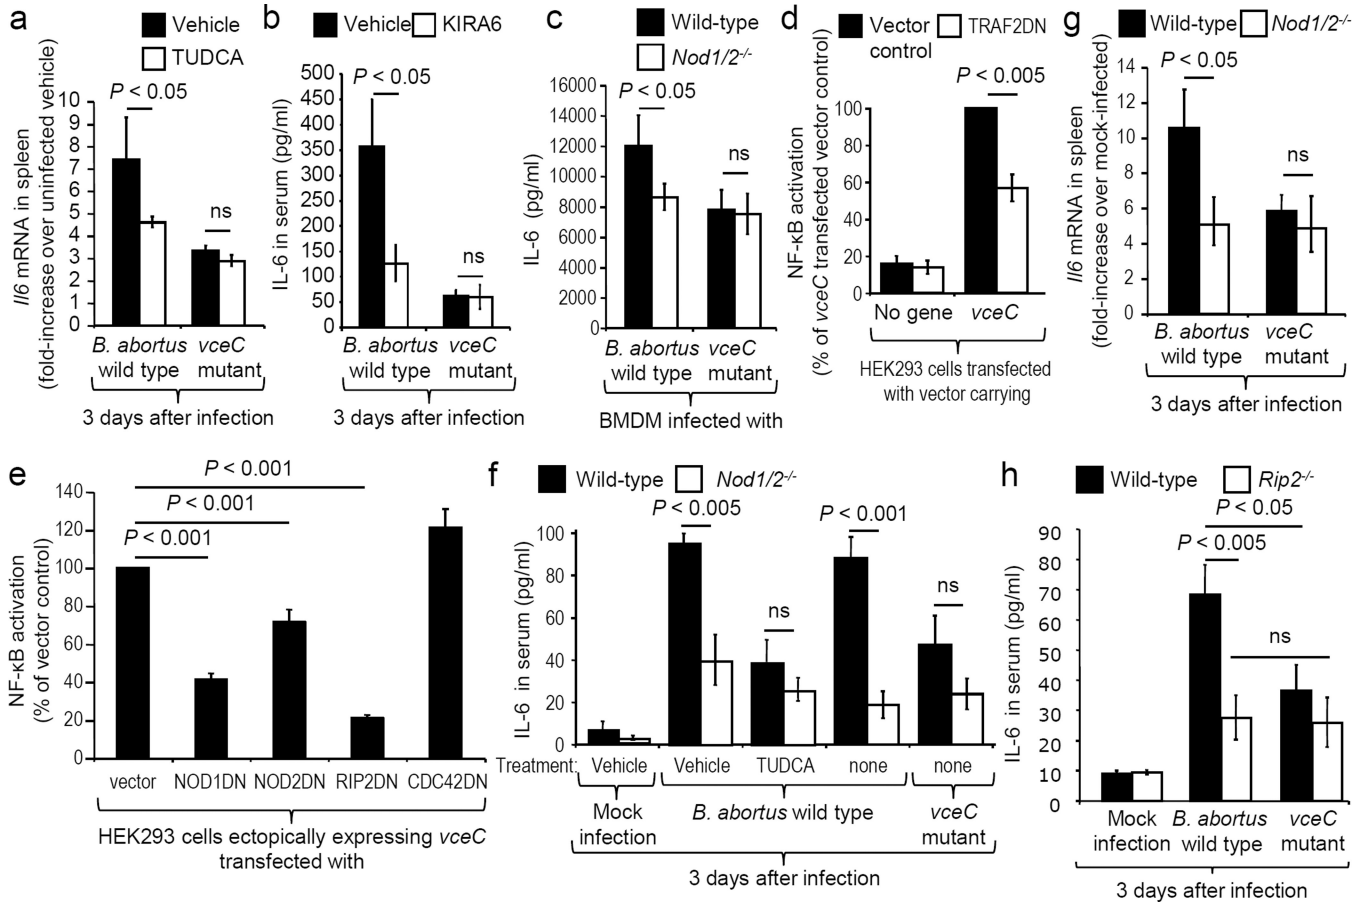 a
Vehicle
TUDCA
P < 0.05
ns
Il6 mRNA in spleen
(fold-increase over uninfected vehicle)
10
9
8
7
6
5
4
3
2
1
0
B. abortus vceC
wild type mutant
3 days after infection
b
Vehicle KIRA6
P < 0.05
ns
IL-6 in serum (pg/ml)
500
450
400
350
300
250
200
150
100
50
0
B. abortus vceC
wild type mutant
3 days after infection
c
Wild-type
Nod1/2-/-
P < 0.05
ns
IL-6 (pg/ml)
16000
14000
12000
10000
8000
6000
4000
2000
0
B. abortus vceC
wild type mutant
BMDM infected with
d
Vector control
TRAF2DN
P < 0.005
NF-κB activation
(% of vceC transfected vector control)
100
80
60
40
20
0
No gene vceC
HEK293 cells transfected
with vector carrying
g
Wild-type Nod1/2-/-
P < 0.05
ns
Il6 mRNA in spleen
(fold-increase over mock-infected)
14
12
10
8
6
4
2
0
B. abortus vceC
wild type mutant
3 days after infection
e
P < 0.001
P < 0.001
P < 0.001
NF-κB activation
(% of vector control)
140
120
100
80
60
40
20
0
vector NOD1DN NOD2DN RIP2DN CDC42DN
HEK293 cells ectopically expressing vceC
transfected with
f
Wild-type Nod1/2-/-
P < 0.005
ns
P < 0.001
ns
IL-6 in serum (pg/ml)
100
80
60
40
20
0
Treatment: Vehicle Vehicle TUDCA none none
Mock infection
B. abortus wild type
vceC mutant
3 days after infection
h
Wild-type Rip2-/-
P < 0.05
P < 0.005
ns
IL-6 in serum (pg/ml)
90
80
70
60
50
40
30
20
10
0
Mock B. abortus vceC
infection wild type mutant
3 days after infection